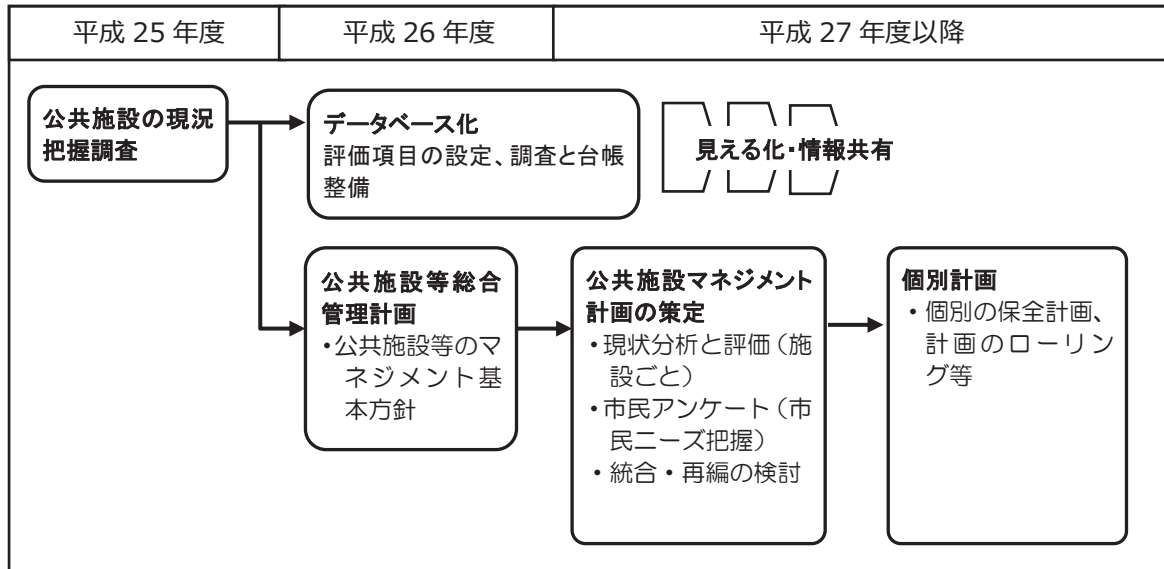 平成 25 年度
平成 26 年度
平成 27 年度以降
公共施設の現況
把握調査
データベース化
評価項目の設定、調査と台帳
整備
見える化・情報共有
公共施設等総合
管理計画
・公共施設等のマ
ネジメント基
本方針
公共施設マネジメント
計画の策定
・現状分析と評価（施
設ごと）
・市民アンケート（市
民ニーズ把握）
・統合・再編の検討
個別計画
・個別の保全計画、
計画のローリン
グ等